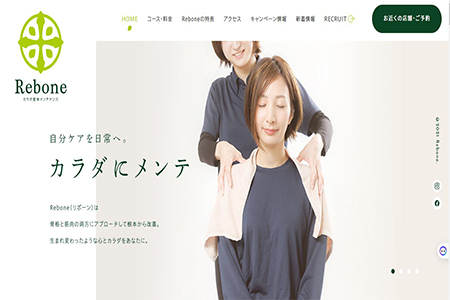 HOME
コース・料金
Reboneの特長
アクセス
キャンペーン情報
新着情報
RECRUIT
お近くの店舗・ご予約
Rebone
カラダ整体メンテナンス
自分ケアを日常へ。
カラダにメンテ
Rebone(リボーン)は
骨格と筋肉の両方にアプローチして根本から改善。
生まれ変わったような心とカラダをあなたに。
©2021 Rebone.